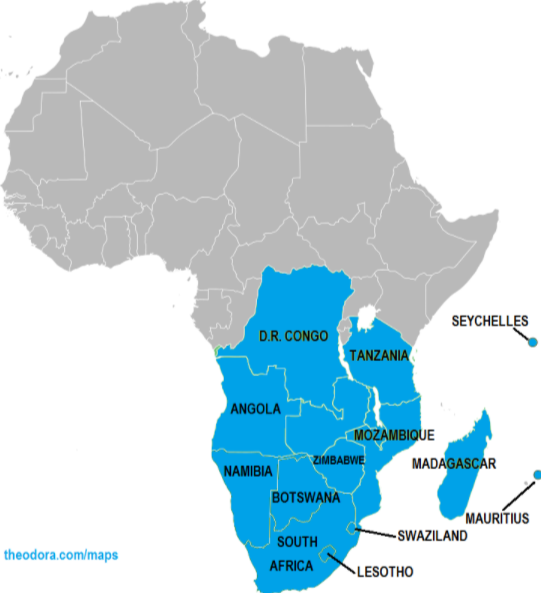 SEYCHELLES
D.R. CONGO
TANZANIA
ANGOLA
MOZAMBIQUE
ZIMBABWE
MADAGASCAR
NAMIBIA
BOTSWANA
MAURITIUS
SWAZILAND
SOUTH
AFRICA
LESOTHO
theodora.com/maps